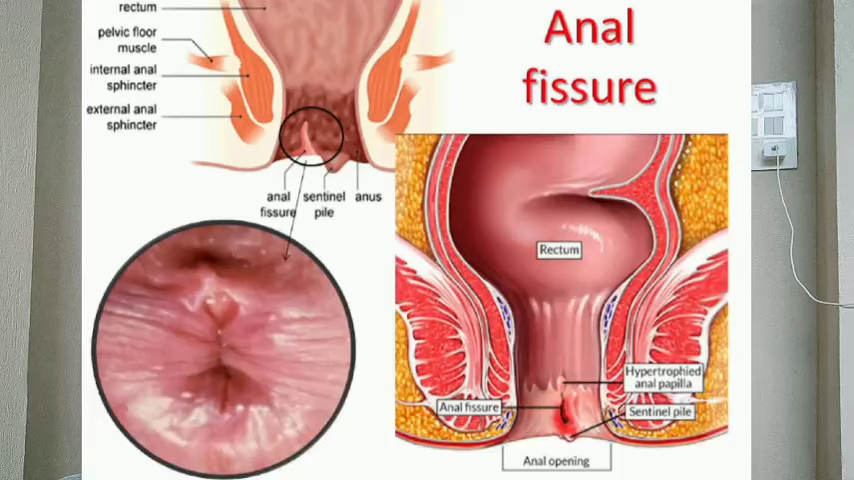 rectum
pelvic floor
muscle
internal anal
sphincter
external anal
sphincter
anal
fissure
sentinel
pile
anus
Anal
fissure
Rectum
Hypertrophied
anal papilla
Anal fissure
Sentinel pile
Anal opening